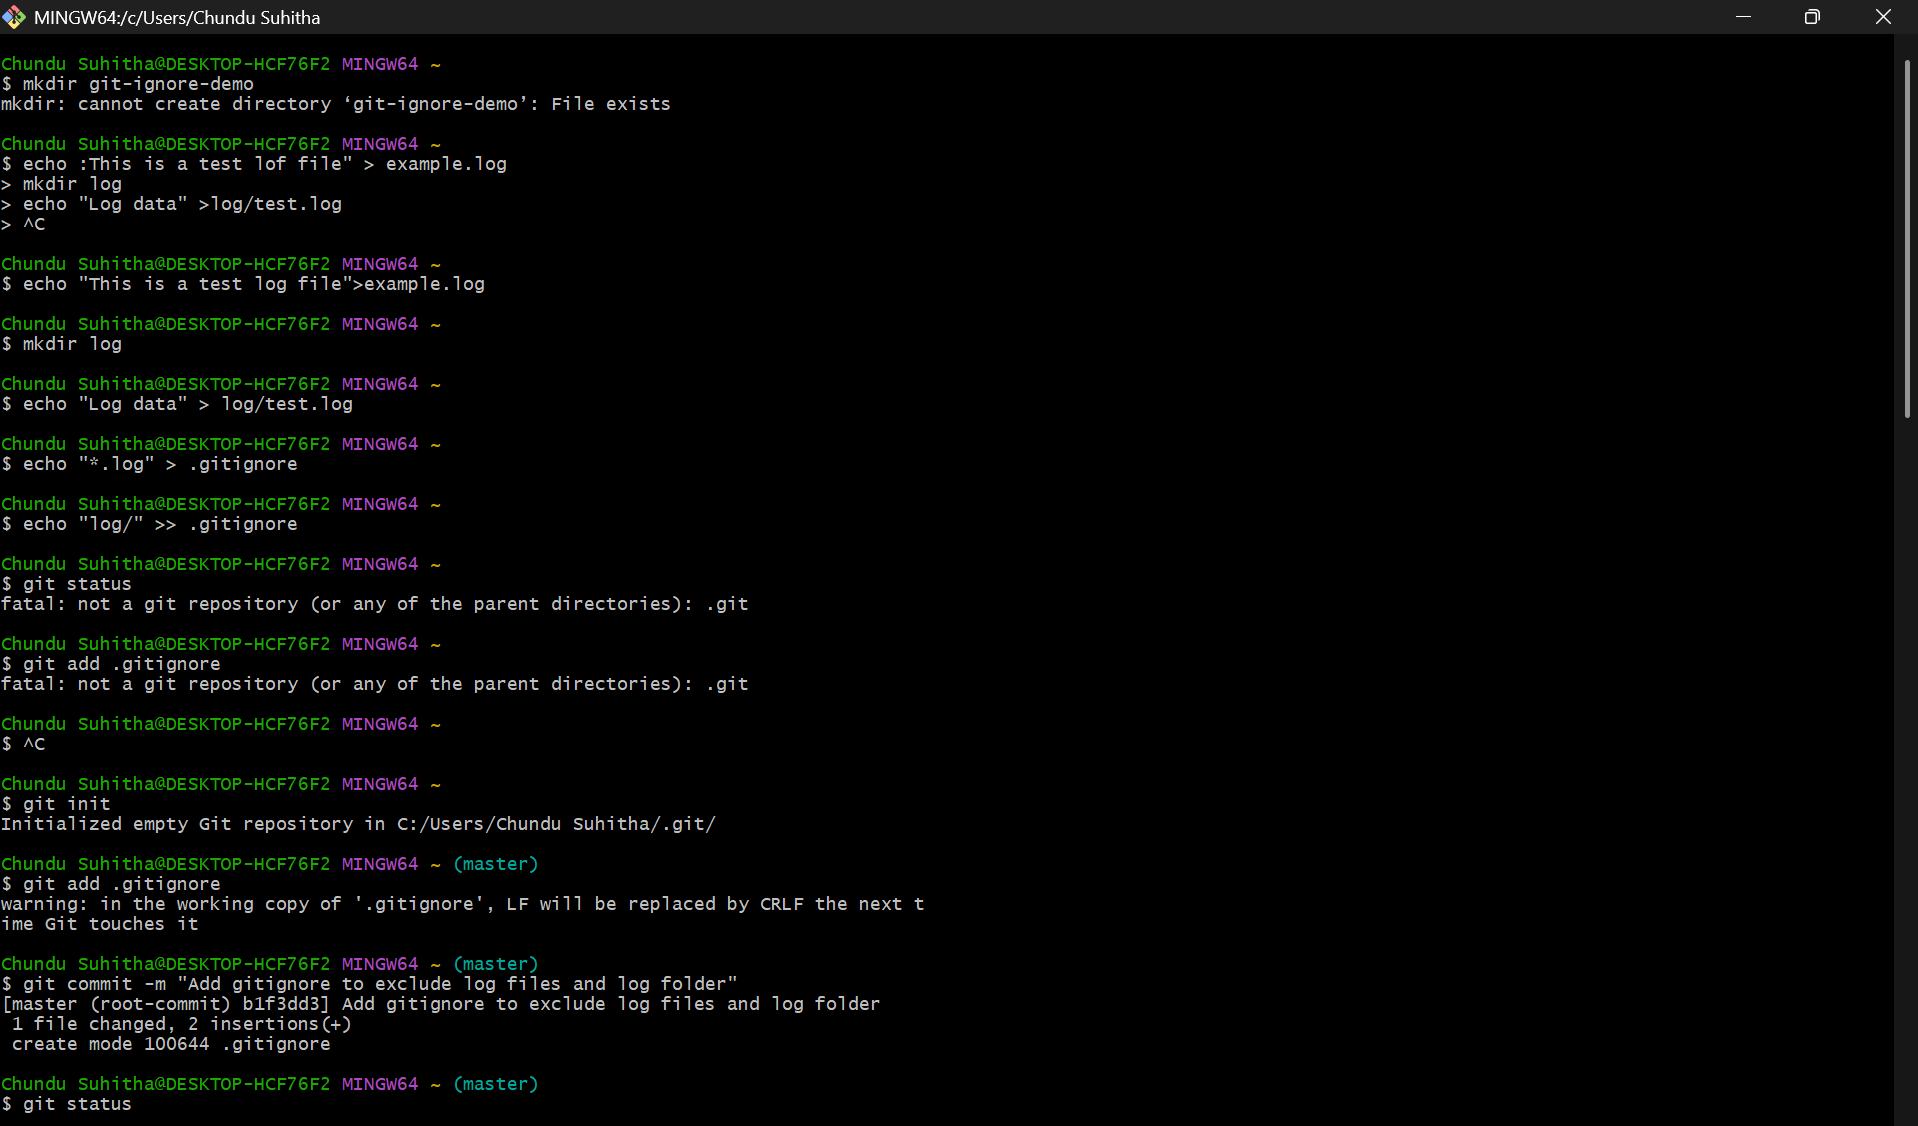 MINGW64:/c/Users/Chundu Suhitha
Chundu Suhitha@DESKTOP-HCF76F2 MINGW64 ~
$ mkdir git-ignore-demo
mkdir: cannot create directory ‘git-ignore-demo’: File exists
Chundu Suhitha@DESKTOP-HCF76F2 MINGW64 ~
$ echo :This is a test lof file" > example.log
> mkdir log
> echo "Log data" >log/test.log
> ^C
Chundu Suhitha@DESKTOP-HCF76F2 MINGW64 ~
$ echo "This is a test log file">example.log
Chundu Suhitha@DESKTOP-HCF76F2 MINGW64 ~
$ mkdir log
Chundu Suhitha@DESKTOP-HCF76F2 MINGW64 ~
$ echo "Log data" > log/test.log
Chundu Suhitha@DESKTOP-HCF76F2 MINGW64 ~
$ echo "*.log" > .gitignore
Chundu Suhitha@DESKTOP-HCF76F2 MINGW64 ~
$ echo "log/" >> .gitignore
Chundu Suhitha@DESKTOP-HCF76F2 MINGW64 ~
$ git status
fatal: not a git repository (or any of the parent directories): .git
Chundu Suhitha@DESKTOP-HCF76F2 MINGW64 ~
$ git add .gitignore
fatal: not a git repository (or any of the parent directories): .git
Chundu Suhitha@DESKTOP-HCF76F2 MINGW64 ~
$ ^C
Chundu Suhitha@DESKTOP-HCF76F2 MINGW64 ~
$ git init
Initialized empty Git repository in C:/Users/Chundu Suhitha/.git/
Chundu Suhitha@DESKTOP-HCF76F2 MINGW64 ~ (master)
$ git add .gitignore
warning: in the working copy of '.gitignore', LF will be replaced by CRLF the next t
ime Git touches it
Chundu Suhitha@DESKTOP-HCF76F2 MINGW64 ~ (master)
$ git commit -m "Add gitignore to exclude log files and log folder"
[master (root-commit) b1f3dd3] Add gitignore to exclude log files and log folder
 1 file changed, 2 insertions(+)
 create mode 100644 .gitignore
Chundu Suhitha@DESKTOP-HCF76F2 MINGW64 ~ (master)
$ git status